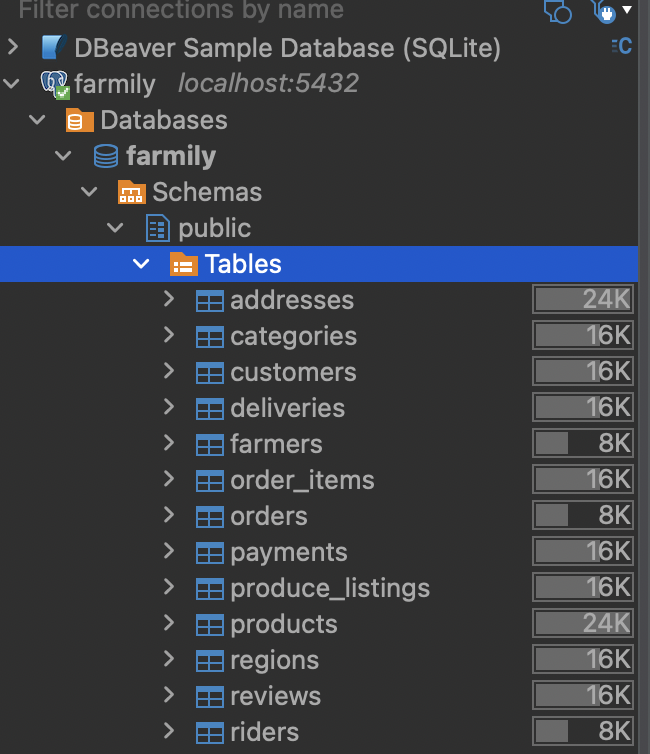 Filter connections by name
DBeaver Sample Database (SQLite)
farmily localhost:5432
Databases
farmily
Schemas
public
Tables
addresses 24K
categories 16K
customers 16K
deliveries 16K
farmers 8K
order_items 16K
orders 8K
payments 16K
produce_listings 16K
products 24K
regions 16K
reviews 16K
riders 8K